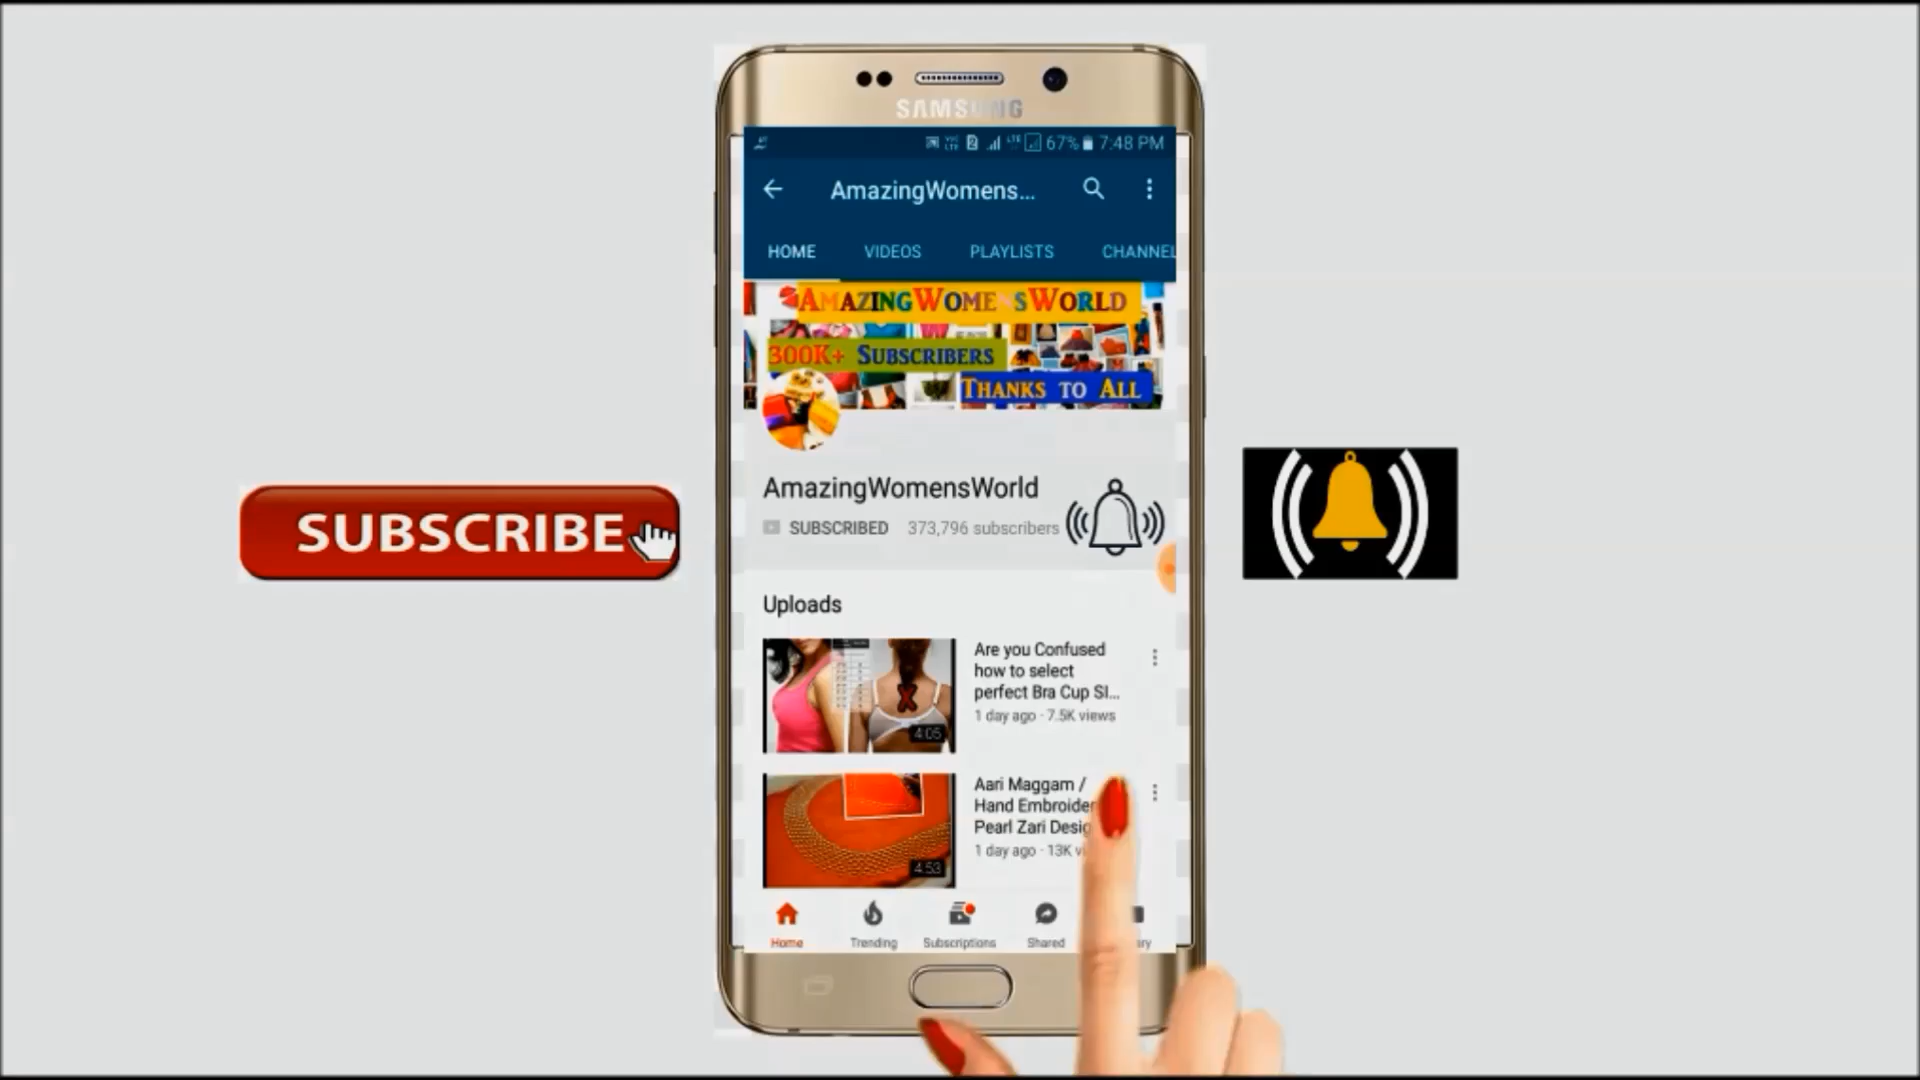 SAMSUNG
67% 7:48 PM
AmazingWomens...
HOME VIDEOS PLAYLISTS CHANNEL
AMAZINGWOMENSWORLD
300K+ SUBSCRIBERS
THANKS TO ALL
AmazingWomensWorld
SUBSCRIBED 373,796 subscribers
SUBSCRIBE
Uploads
Are you Confused
how to select
perfect Bra Cup SI...
1 day ago · 7.5K views
4:05
Aari Maggam /
Hand Embroider
Pearl Zari Desig
1 day ago · 13K vi
4:53
Home Trending Subscriptions Shared ary